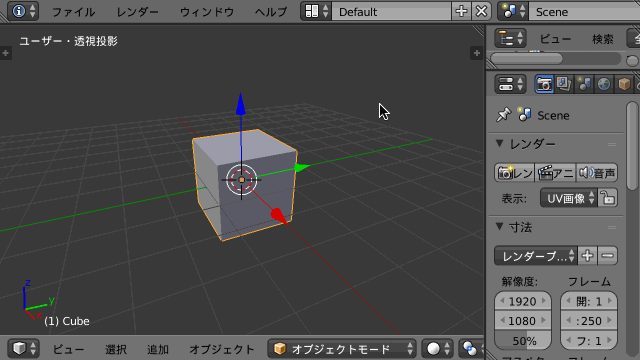 ファイル レンダー ウィンドウ ヘルプ Default Scene
ユーザー・透視投影
ビュー 検索
Scene
レンダー
レン アニ 音声
表示: UV画像
寸法
レンダープ...
解像度: フレーム
1920 開: 1
1080 :250
50% フ: 1
z
y
x
(1) Cube
ビュー 選択 追加 オブジェクト オブジェクトモード